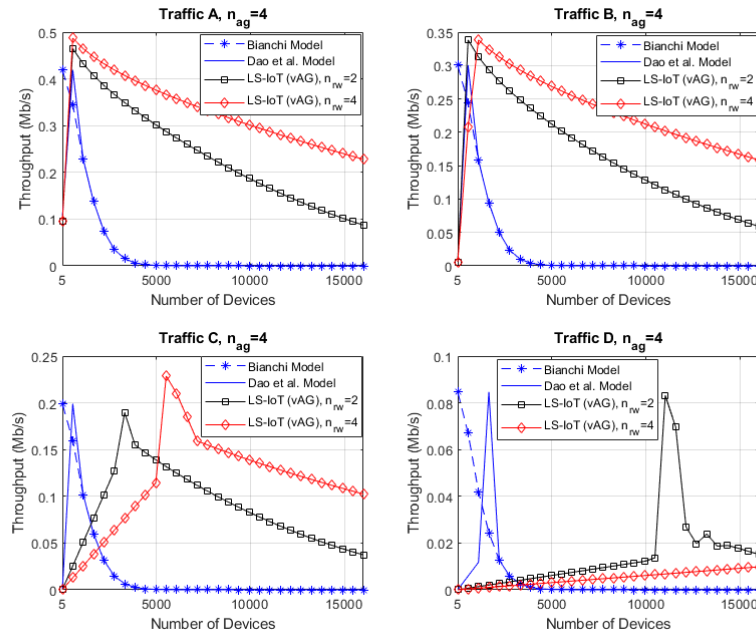 Traffic A, n_ag=4
Throughput (Mb/s)
0.5
0.4
0.3
0.2
0.1
0
5
5000
10000
15000
Number of Devices
Bianchi Model
Dao et al. Model
LS-IoT (vAG), n_rw=2
LS-IoT (vAG), n_rw=4
Traffic B, n_ag=4
Throughput (Mb/s)
0.35
0.3
0.25
0.2
0.15
0.1
0.05
0
5
5000
10000
15000
Number of Devices
Bianchi Model
Dao et al. Model
LS-IoT (vAG), n_rw=2
LS-IoT (vAG), n_rw=4
Traffic C, n_ag=4
Throughput (Mb/s)
0.25
0.2
0.15
0.1
0.05
0
5
5000
10000
15000
Number of Devices
Bianchi Model
Dao et al. Model
LS-IoT (vAG), n_rw=2
LS-IoT (vAG), n_rw=4
Traffic D, n_ag=4
Throughput (Mb/s)
0.1
0.08
0.06
0.04
0.02
0
5
5000
10000
15000
Number of Devices
Bianchi Model
Dao et al. Model
LS-IoT (vAG), n_rw=2
LS-IoT (vAG), n_rw=4